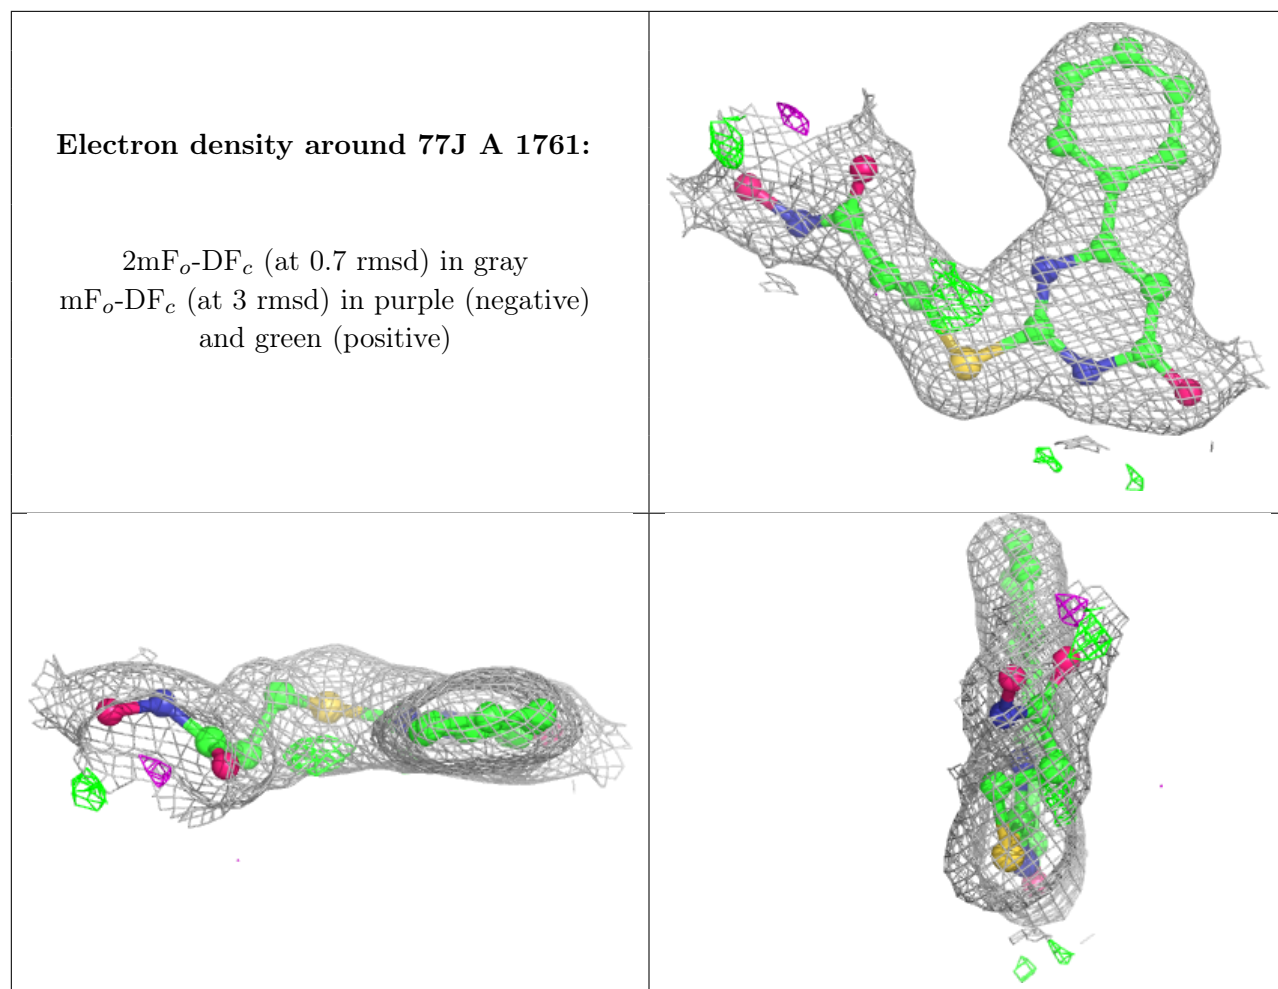 Electron density around 77J A 1761:
2mFo-DFc (at 0.7 rmsd) in gray
mFo-DFc (at 3 rmsd) in purple (negative)
and green (positive)